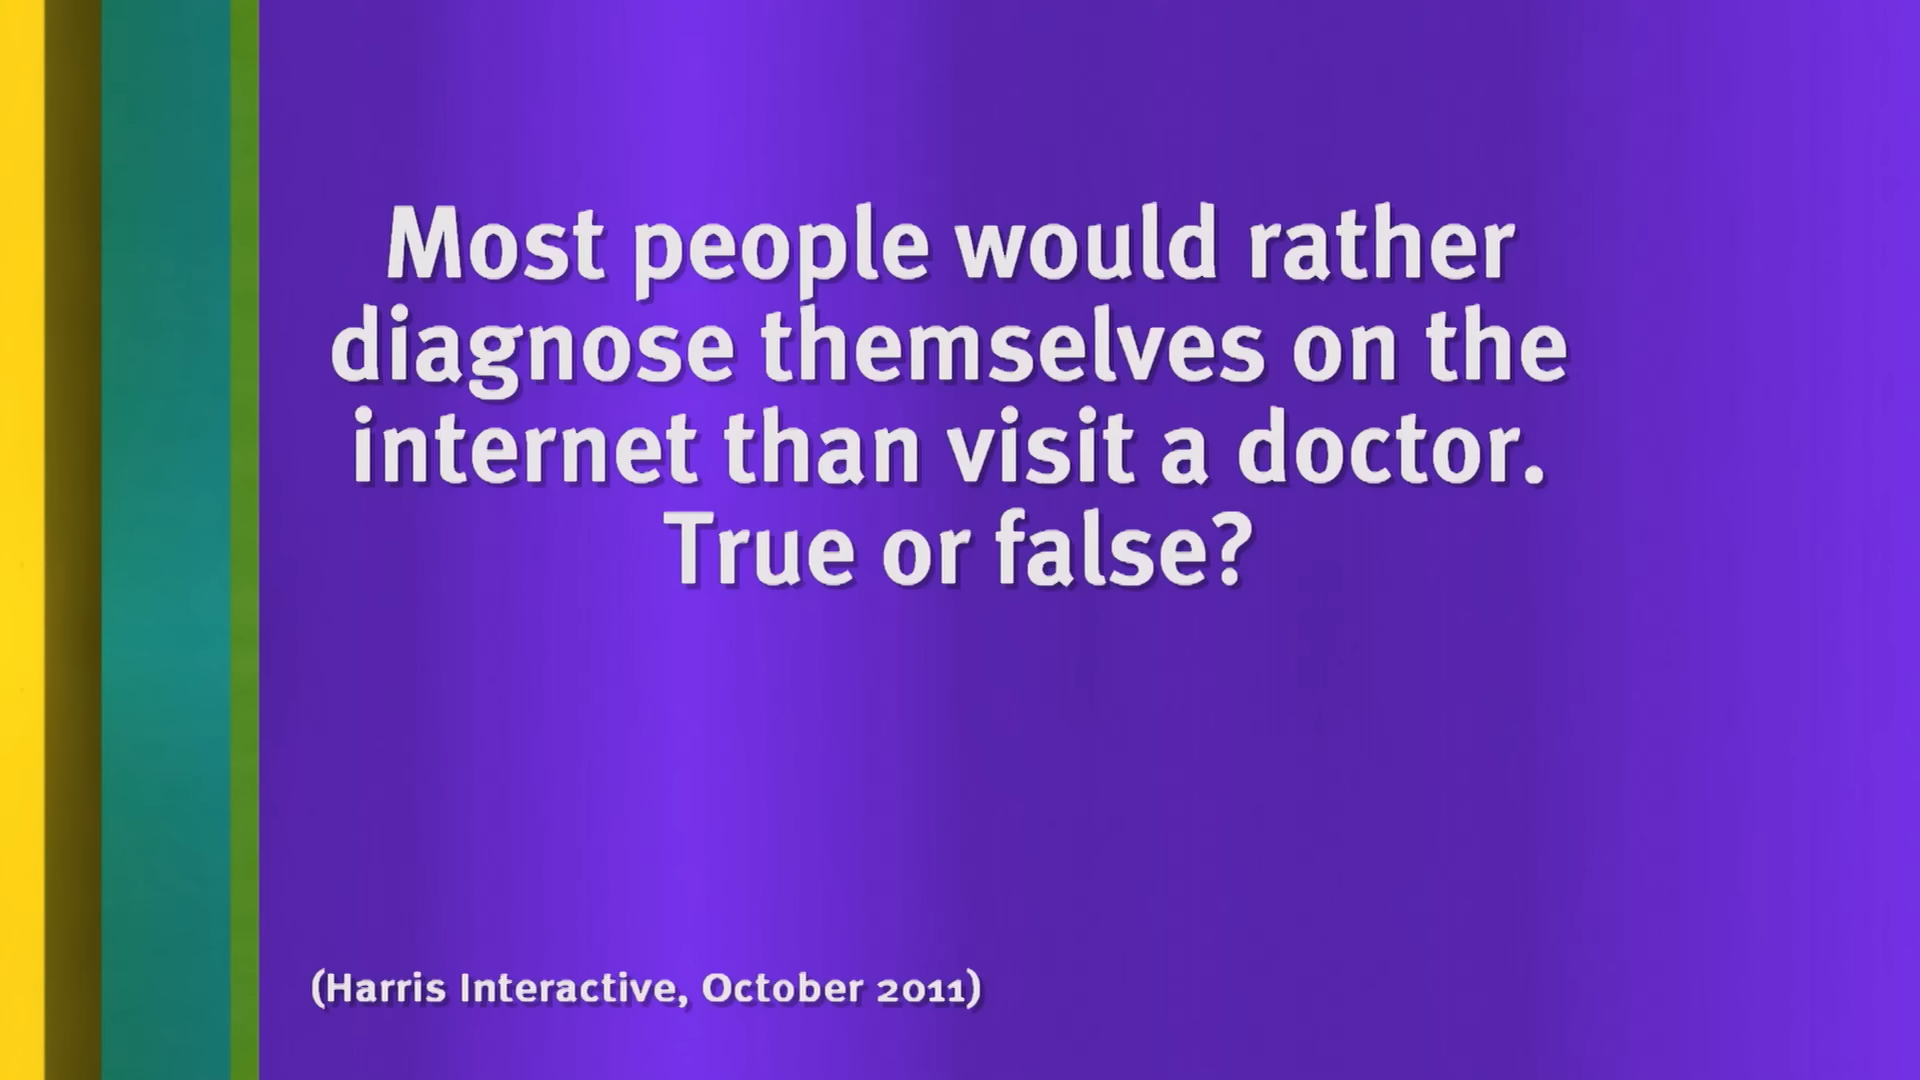 Most people would rather
diagnose themselves on the
internet than visit a doctor.
True or false?
(Harris Interactive, October 2011)